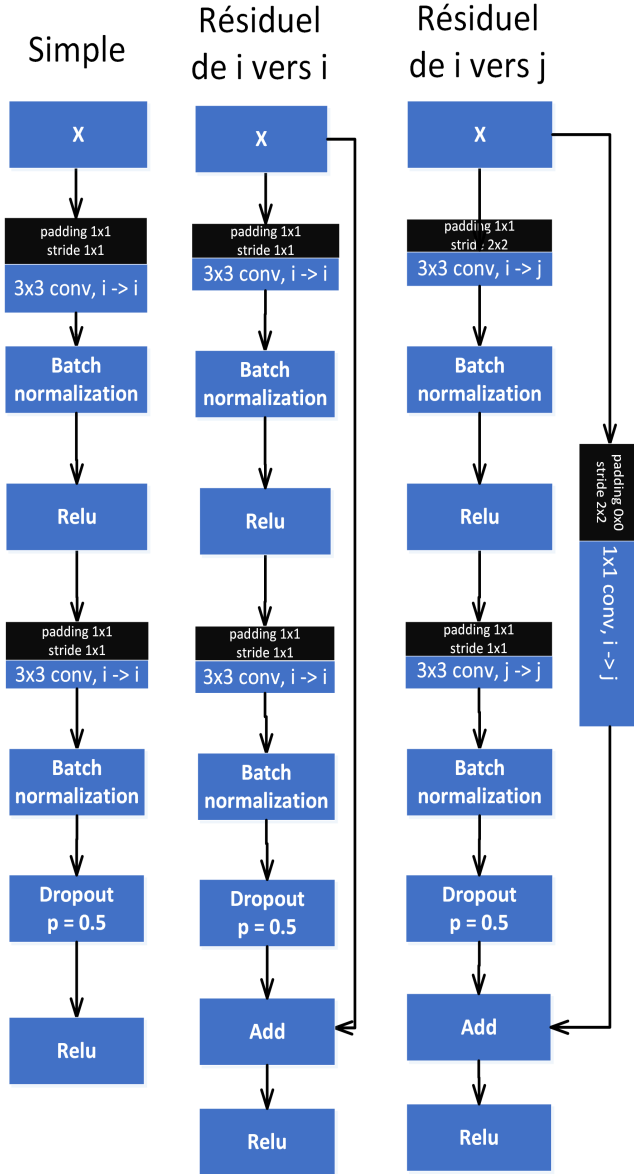 Simple
X
padding 1x1
stride 1x1
3x3 conv, i -> i
Batch
normalization
Relu
padding 1x1
stride 1x1
3x3 conv, i -> i
Batch
normalization
Dropout
p = 0.5
Relu
Résiduel
de i vers i
X
padding 1x1
stride 1x1
3x3 conv, i -> i
Batch
normalization
Relu
padding 1x1
stride 1x1
3x3 conv, i -> i
Batch
normalization
Dropout
p = 0.5
Add
Relu
Résiduel
de i vers j
X
padding 1x1
stride 2x2
3x3 conv, i -> j
Batch
normalization
Relu
padding 1x1
stride 1x1
3x3 conv, j -> j
Batch
normalization
Dropout
p = 0.5
Add
Relu
padding 0x0
stride 2x2
1x1 conv, i -> j